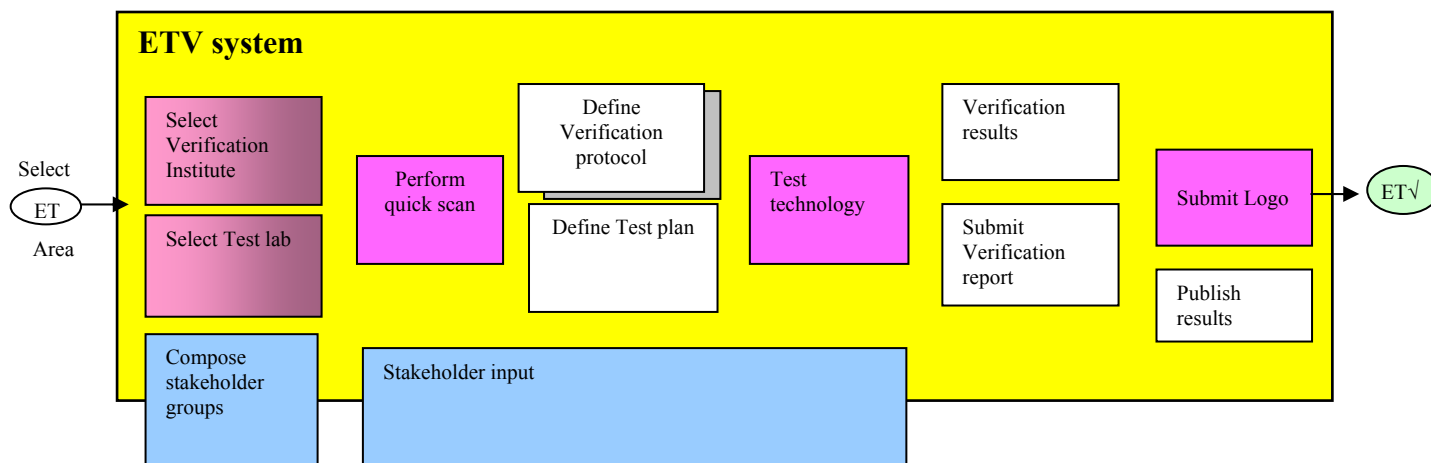 ETV system
Select
ET
Area
Select
Verification
Institute
Select Test lab
Compose
stakeholder
groups
Perform
quick scan
Define
Verification
protocol
Define Test plan
Stakeholder input
Test
technology
Verification
results
Submit
Verification
report
Submit Logo
Publish
results
ET√